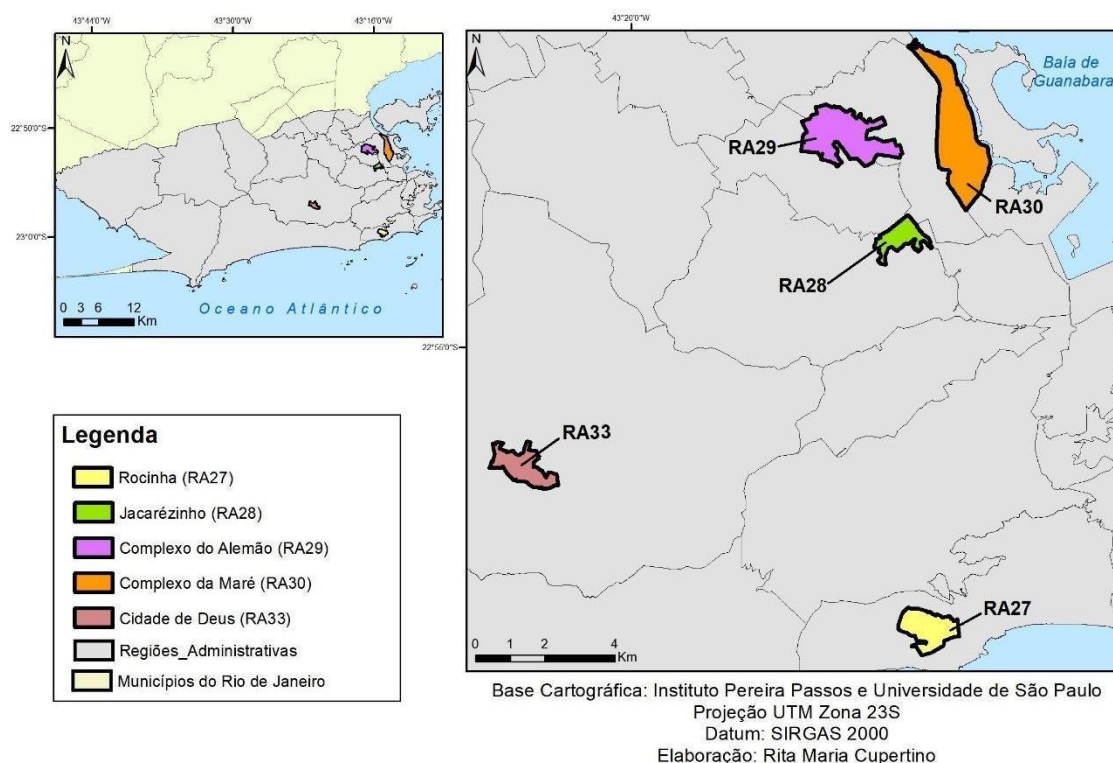 43°44'0"W
43°30'0"W
43°16'0"W
N
22°50'0"S
23°0'0"S
0 3 6 12
Km
Oceano Atlântico
43°20'0"W
N
Baía de
Guanabara
RA29
RA30
RA28
22°55'0"S
RA33
RA27
0 1 2 4
Km
Legenda
Rocinha (RA27)
Jacarézinho (RA28)
Complexo do Alemão (RA29)
Complexo da Maré (RA30)
Cidade de Deus (RA33)
Regiões_Administrativas
Municípios do Rio de Janeiro
Base Cartográfica: Instituto Pereira Passos e Universidade de São Paulo
Projeção UTM Zona 23S
Datum: SIRGAS 2000
Elaboração: Rita Maria Cupertino